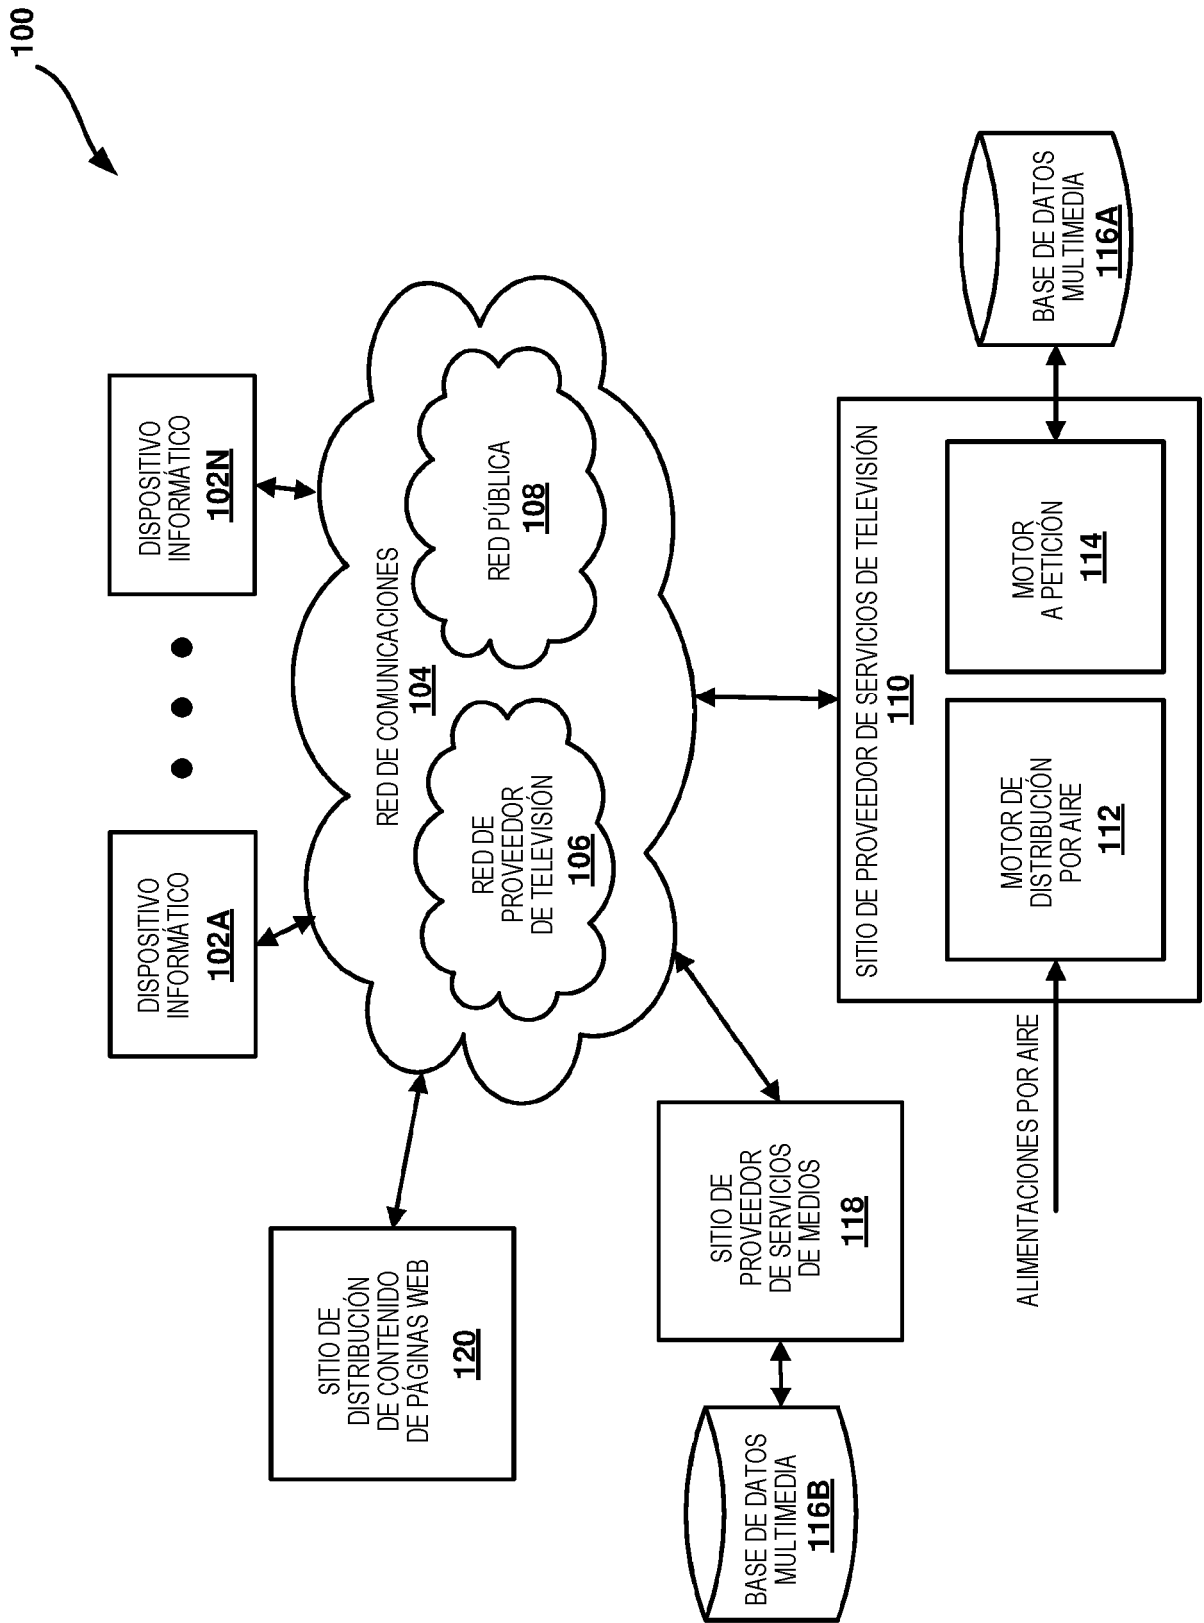 100
DISPOSITIVO
INFORMÁTICO
102A
DISPOSITIVO
INFORMÁTICO
102N
RED DE COMUNICACIONES
104
RED DE
PROVEEDOR
DE TELEVISIÓN
106
RED PÚBLICA
108
SITIO DE
DISTRIBUCIÓN
DE CONTENIDO
DE PÁGINAS WEB
120
SITIO DE
PROVEEDOR
DE SERVICIOS
DE MEDIOS
118
BASE DE DATOS
MULTIMEDIA
116B
SITIO DE PROVEEDOR DE SERVICIOS DE TELEVISIÓN
110
MOTOR DE
DISTRIBUCIÓN
POR AIRE
112
MOTOR
A PETICIÓN
114
BASE DE DATOS
MULTIMEDIA
116A
ALIMENTACIONES POR AIRE